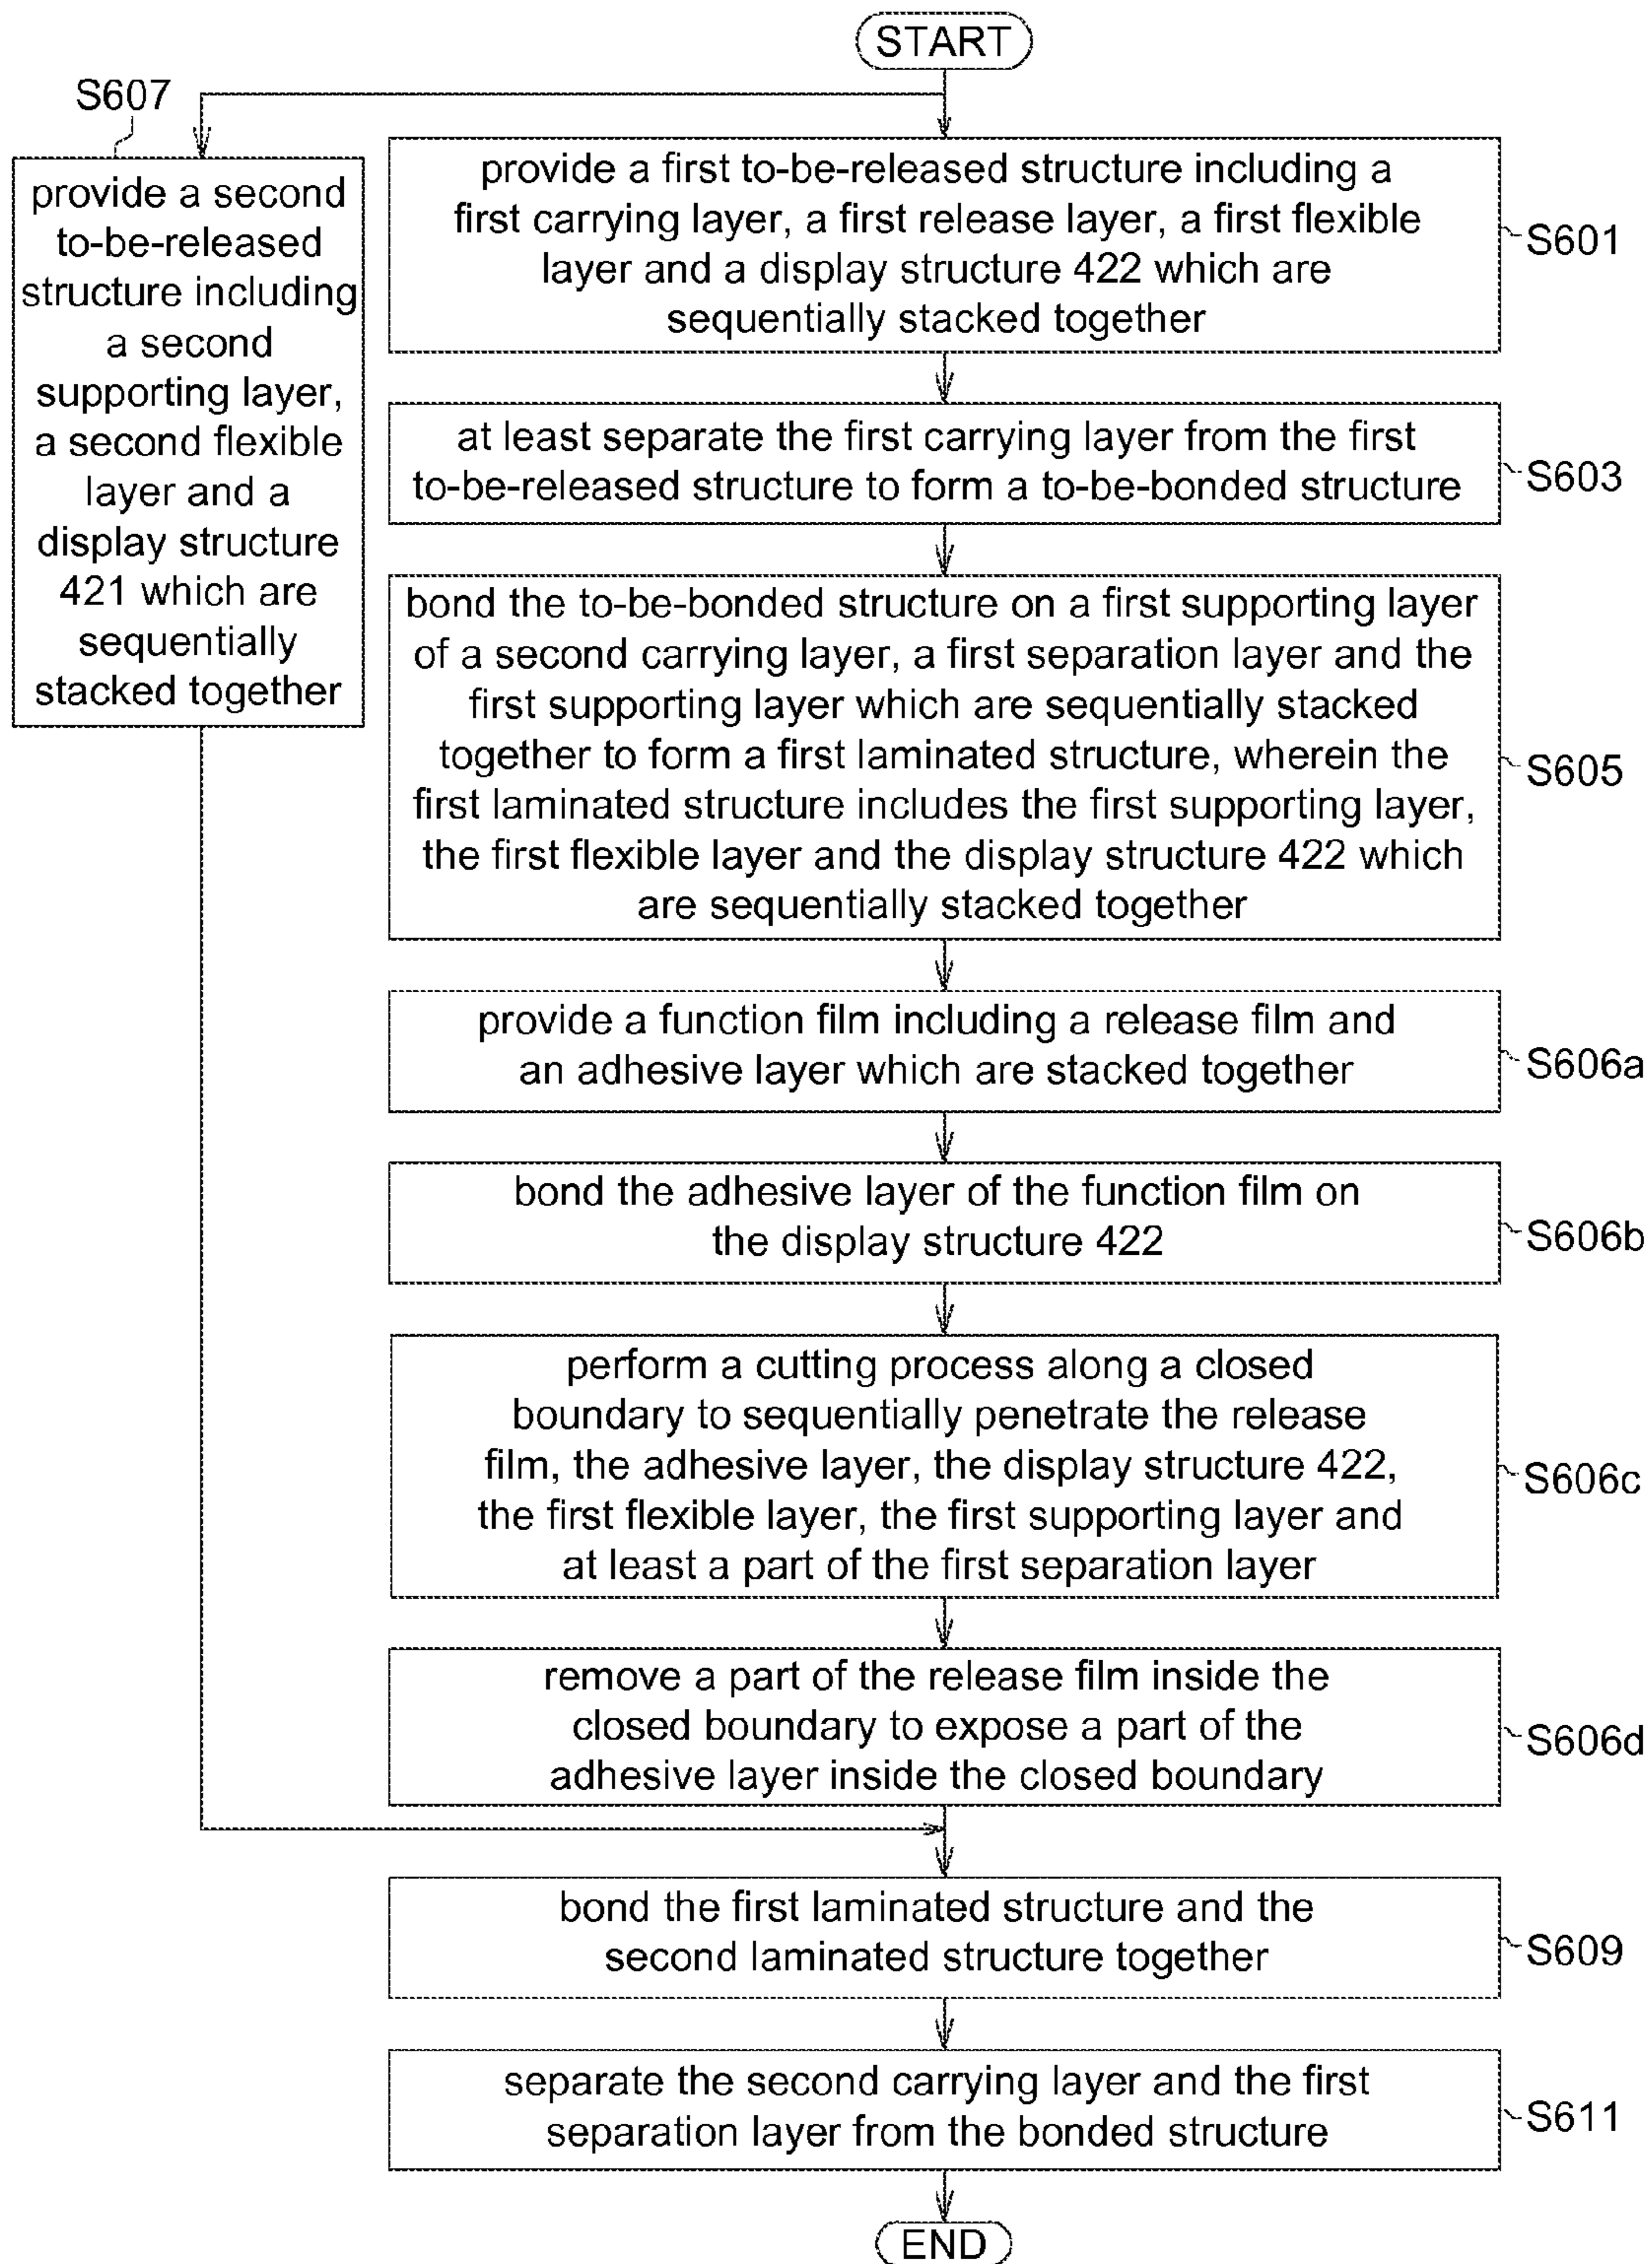 START
S607
provide a second
to-be-released
structure including
a second
supporting layer,
a second flexible
layer and a
display structure
421 which are
sequentially
stacked together
provide a first to-be-released structure including a
first carrying layer, a first release layer, a first flexible
layer and a display structure 422 which are
sequentially stacked together
S601
at least separate the first carrying layer from the first
to-be-released structure to form a to-be-bonded structure
S603
bond the to-be-bonded structure on a first supporting layer
of a second carrying layer, a first separation layer and the
first supporting layer which are sequentially stacked
together to form a first laminated structure, wherein the
first laminated structure includes the first supporting layer,
the first flexible layer and the display structure 422 which
are sequentially stacked together
S605
provide a function film including a release film and
an adhesive layer which are stacked together
S606a
bond the adhesive layer of the function film on
the display structure 422
S606b
perform a cutting process along a closed
boundary to sequentially penetrate the release
film, the adhesive layer, the display structure 422,
the first flexible layer, the first supporting layer and
at least a part of the first separation layer
S606c
remove a part of the release film inside the
closed boundary to expose a part of the
adhesive layer inside the closed boundary
S606d
bond the first laminated structure and the
second laminated structure together
S609
separate the second carrying layer and the first
separation layer from the bonded structure
S611
END